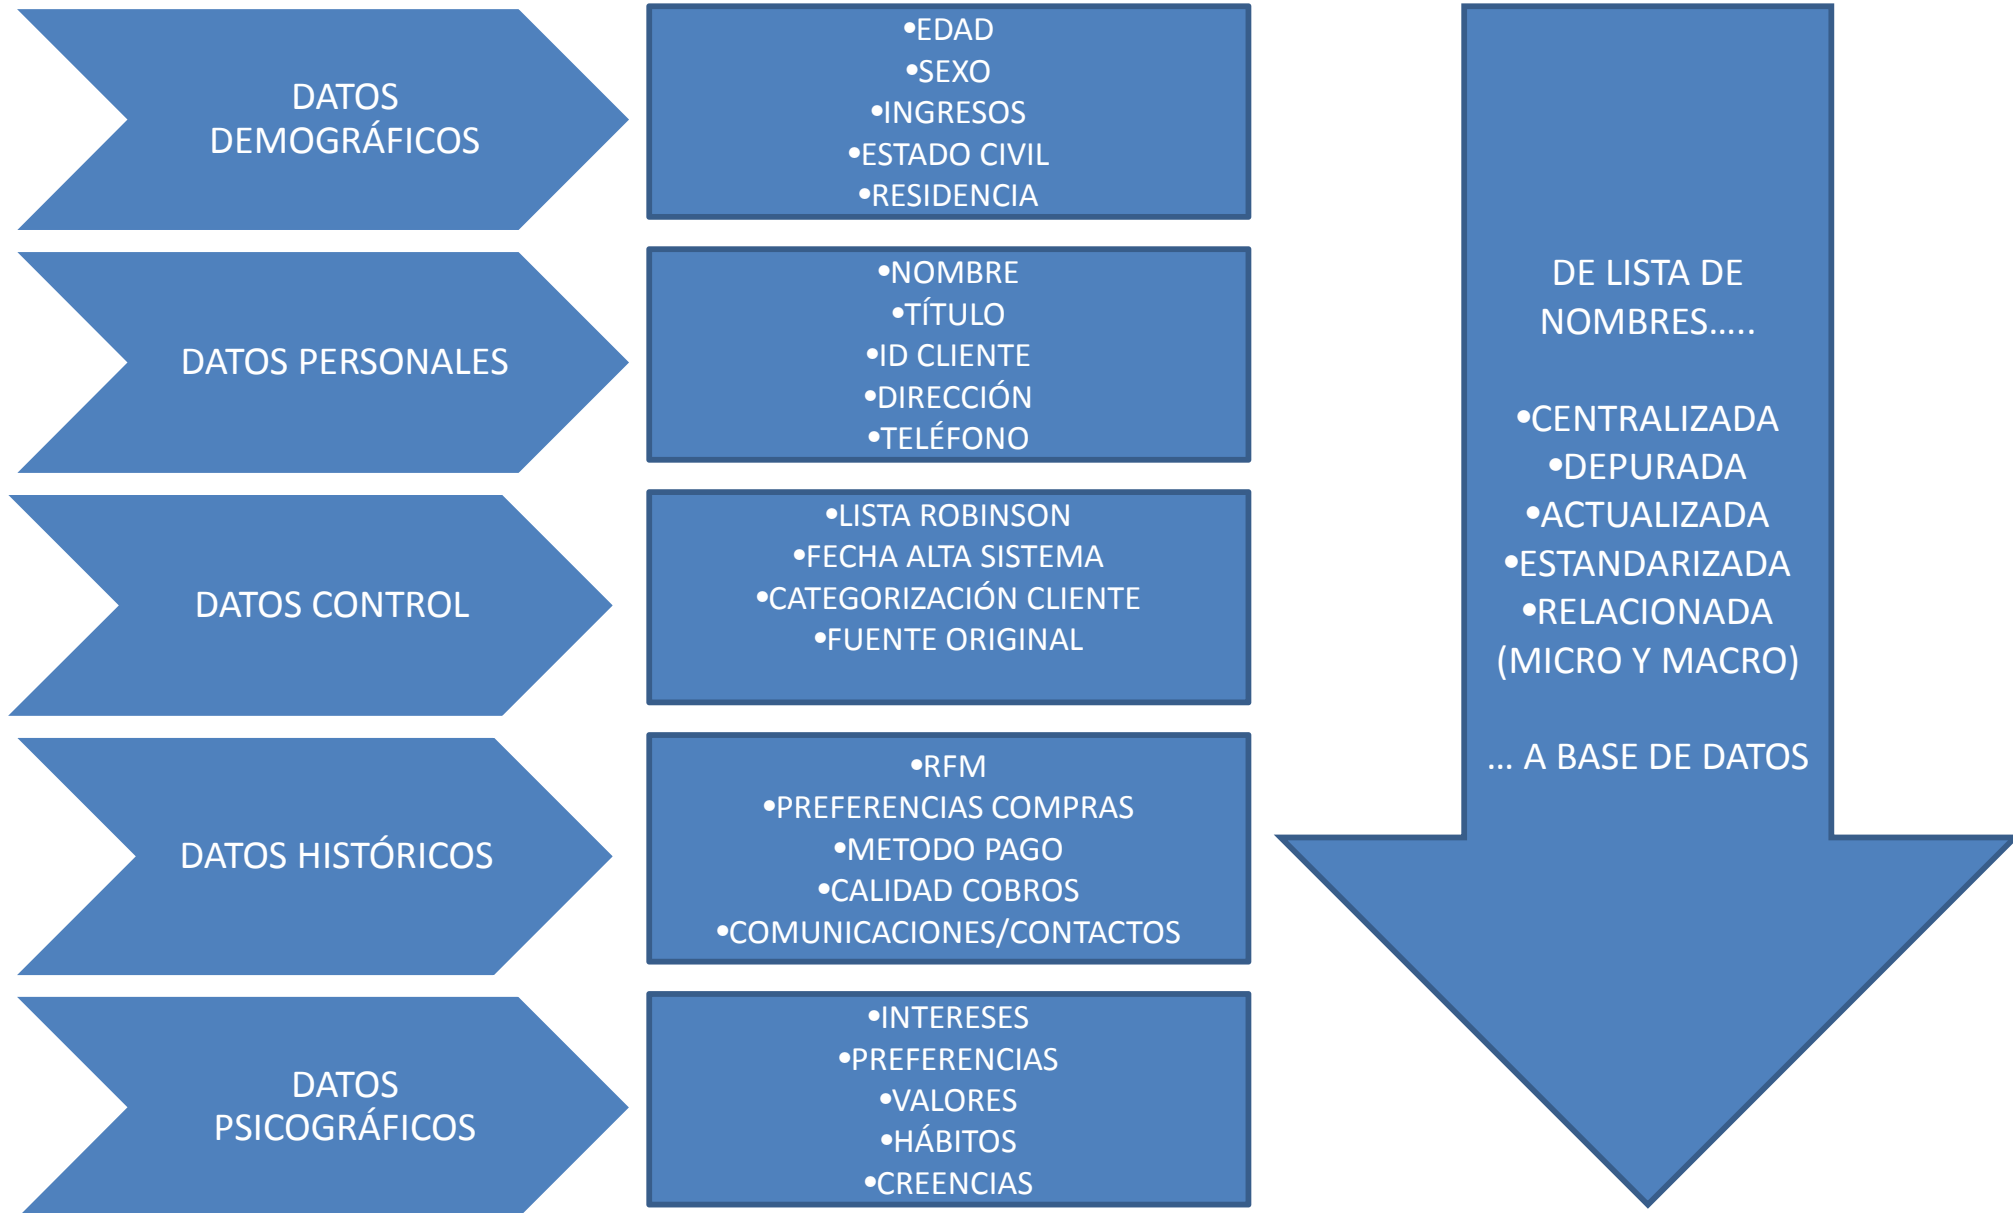 DATOS
DEMOGRÁFICOS
•EDAD
•SEXO
•INGRESOS
•ESTADO CIVIL
•RESIDENCIA
DATOS PERSONALES
•NOMBRE
•TÍTULO
•ID CLIENTE
•DIRECCIÓN
•TELÉFONO
DATOS CONTROL
•LISTA ROBINSON
•FECHA ALTA SISTEMA
•CATEGORIZACIÓN CLIENTE
•FUENTE ORIGINAL
DATOS HISTÓRICOS
•RFM
•PREFERENCIAS COMPRAS
•METODO PAGO
•CALIDAD COBROS
•COMUNICACIONES/CONTACTOS
DATOS
PSICOGRÁFICOS
•INTERESES
•PREFERENCIAS
•VALORES
•HÁBITOS
•CREENCIAS
DE LISTA DE
NOMBRES.....
•CENTRALIZADA
•DEPURADA
•ACTUALIZADA
•ESTANDARIZADA
•RELACIONADA
(MICRO Y MACRO)
... A BASE DE DATOS